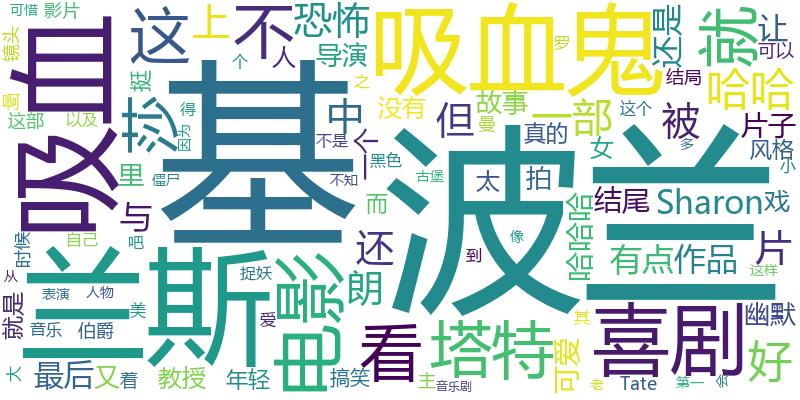 可惜
影片
这
上
不
恐怖
吸血鬼
还是
就
让
镜头
吸血
挺
个
人
导演
之
罗
结局
可以
哈哈
这部
以及
莎
因为
得
基
中
没有
但
故事
一部
这个
被
片子
里
僵尸
不是
一个
黑色
曼
真的
多
风格
女
小
与
不知
古堡
太
拍
兰
波
而
结尾
Sharon
戏
时候
自己
吧
斯
还
到
像
哈哈哈
有点
作品
片
从
就是
表演
人物
捉妖
电影
朗
这样
音乐
伯爵
美
爱
看
塔特
其
喜剧
幽默
大
最后
又
着
教授
年轻
搞笑
主
音乐剧
可爱
老
Tate
第一
会
好